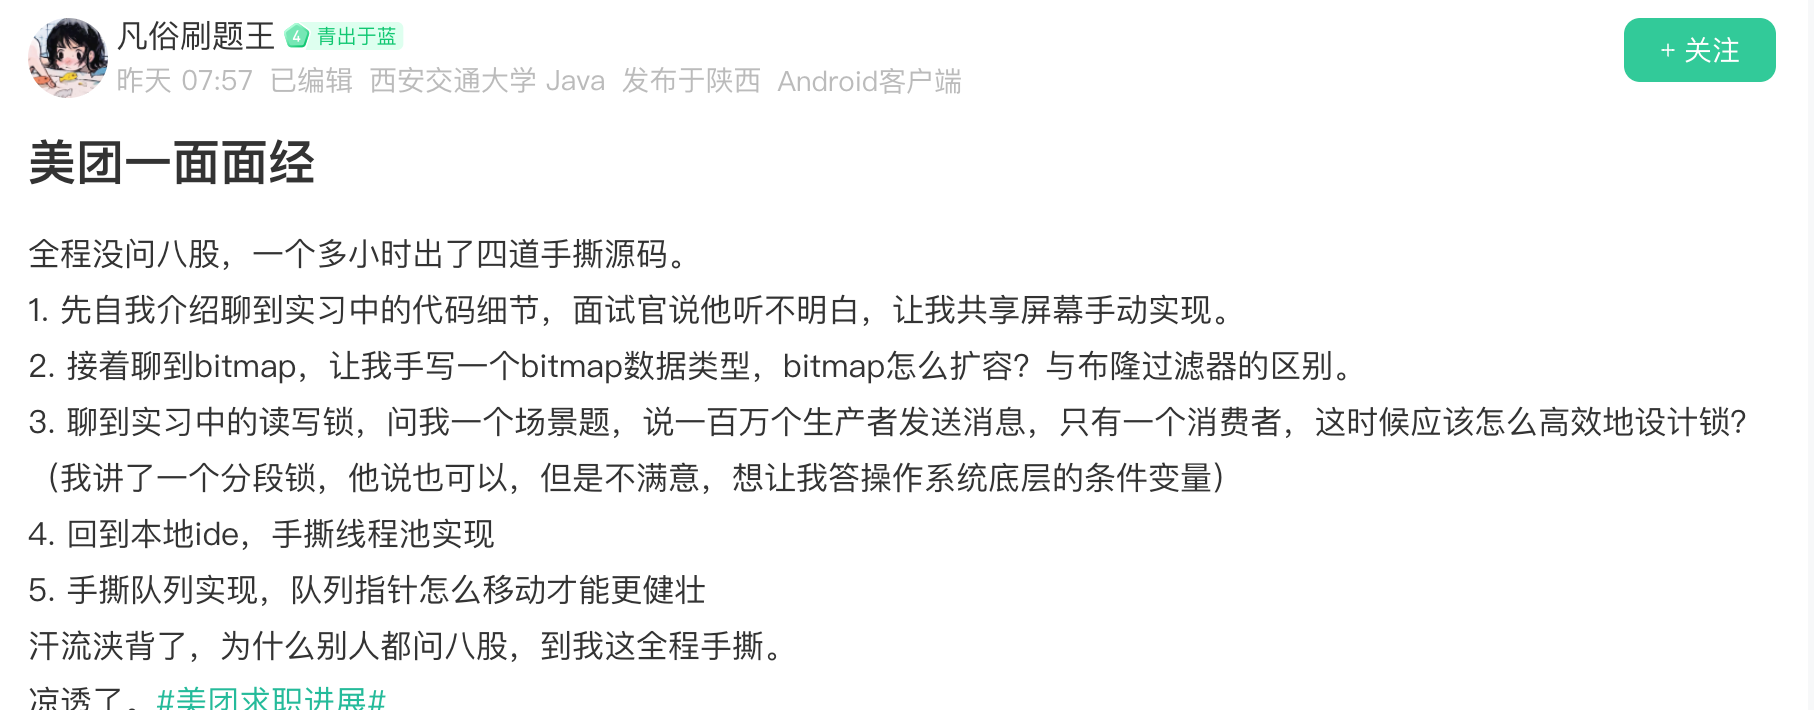 凡俗刷题王 4 青出于蓝
+ 关注
昨天 07:57 已编辑 西安交通大学 Java 发布于陕西 Android客户端
美团一面面经
全程没问八股，一个多小时出了四道手撕源码。
1. 先自我介绍聊到实习中的代码细节，面试官说他听不明白，让我共享屏幕手动实现。
2. 接着聊到bitmap，让我手写一个bitmap数据类型，bitmap怎么扩容？与布隆过滤器的区别。
3. 聊到实习中的读写锁，问我一个场景题，说一百万个生产者发送消息，只有一个消费者，这时候应该怎么高效地设计锁？
（我讲了一个分段锁，他说也可以，但是不满意，想让我答操作系统底层的条件变量）
4. 回到本地ide，手撕线程池实现
5. 手撕队列实现，队列指针怎么移动才能更健壮
汗流浃背了，为什么别人都问八股，到我这全程手撕。
凉透了。#美团求职进展#